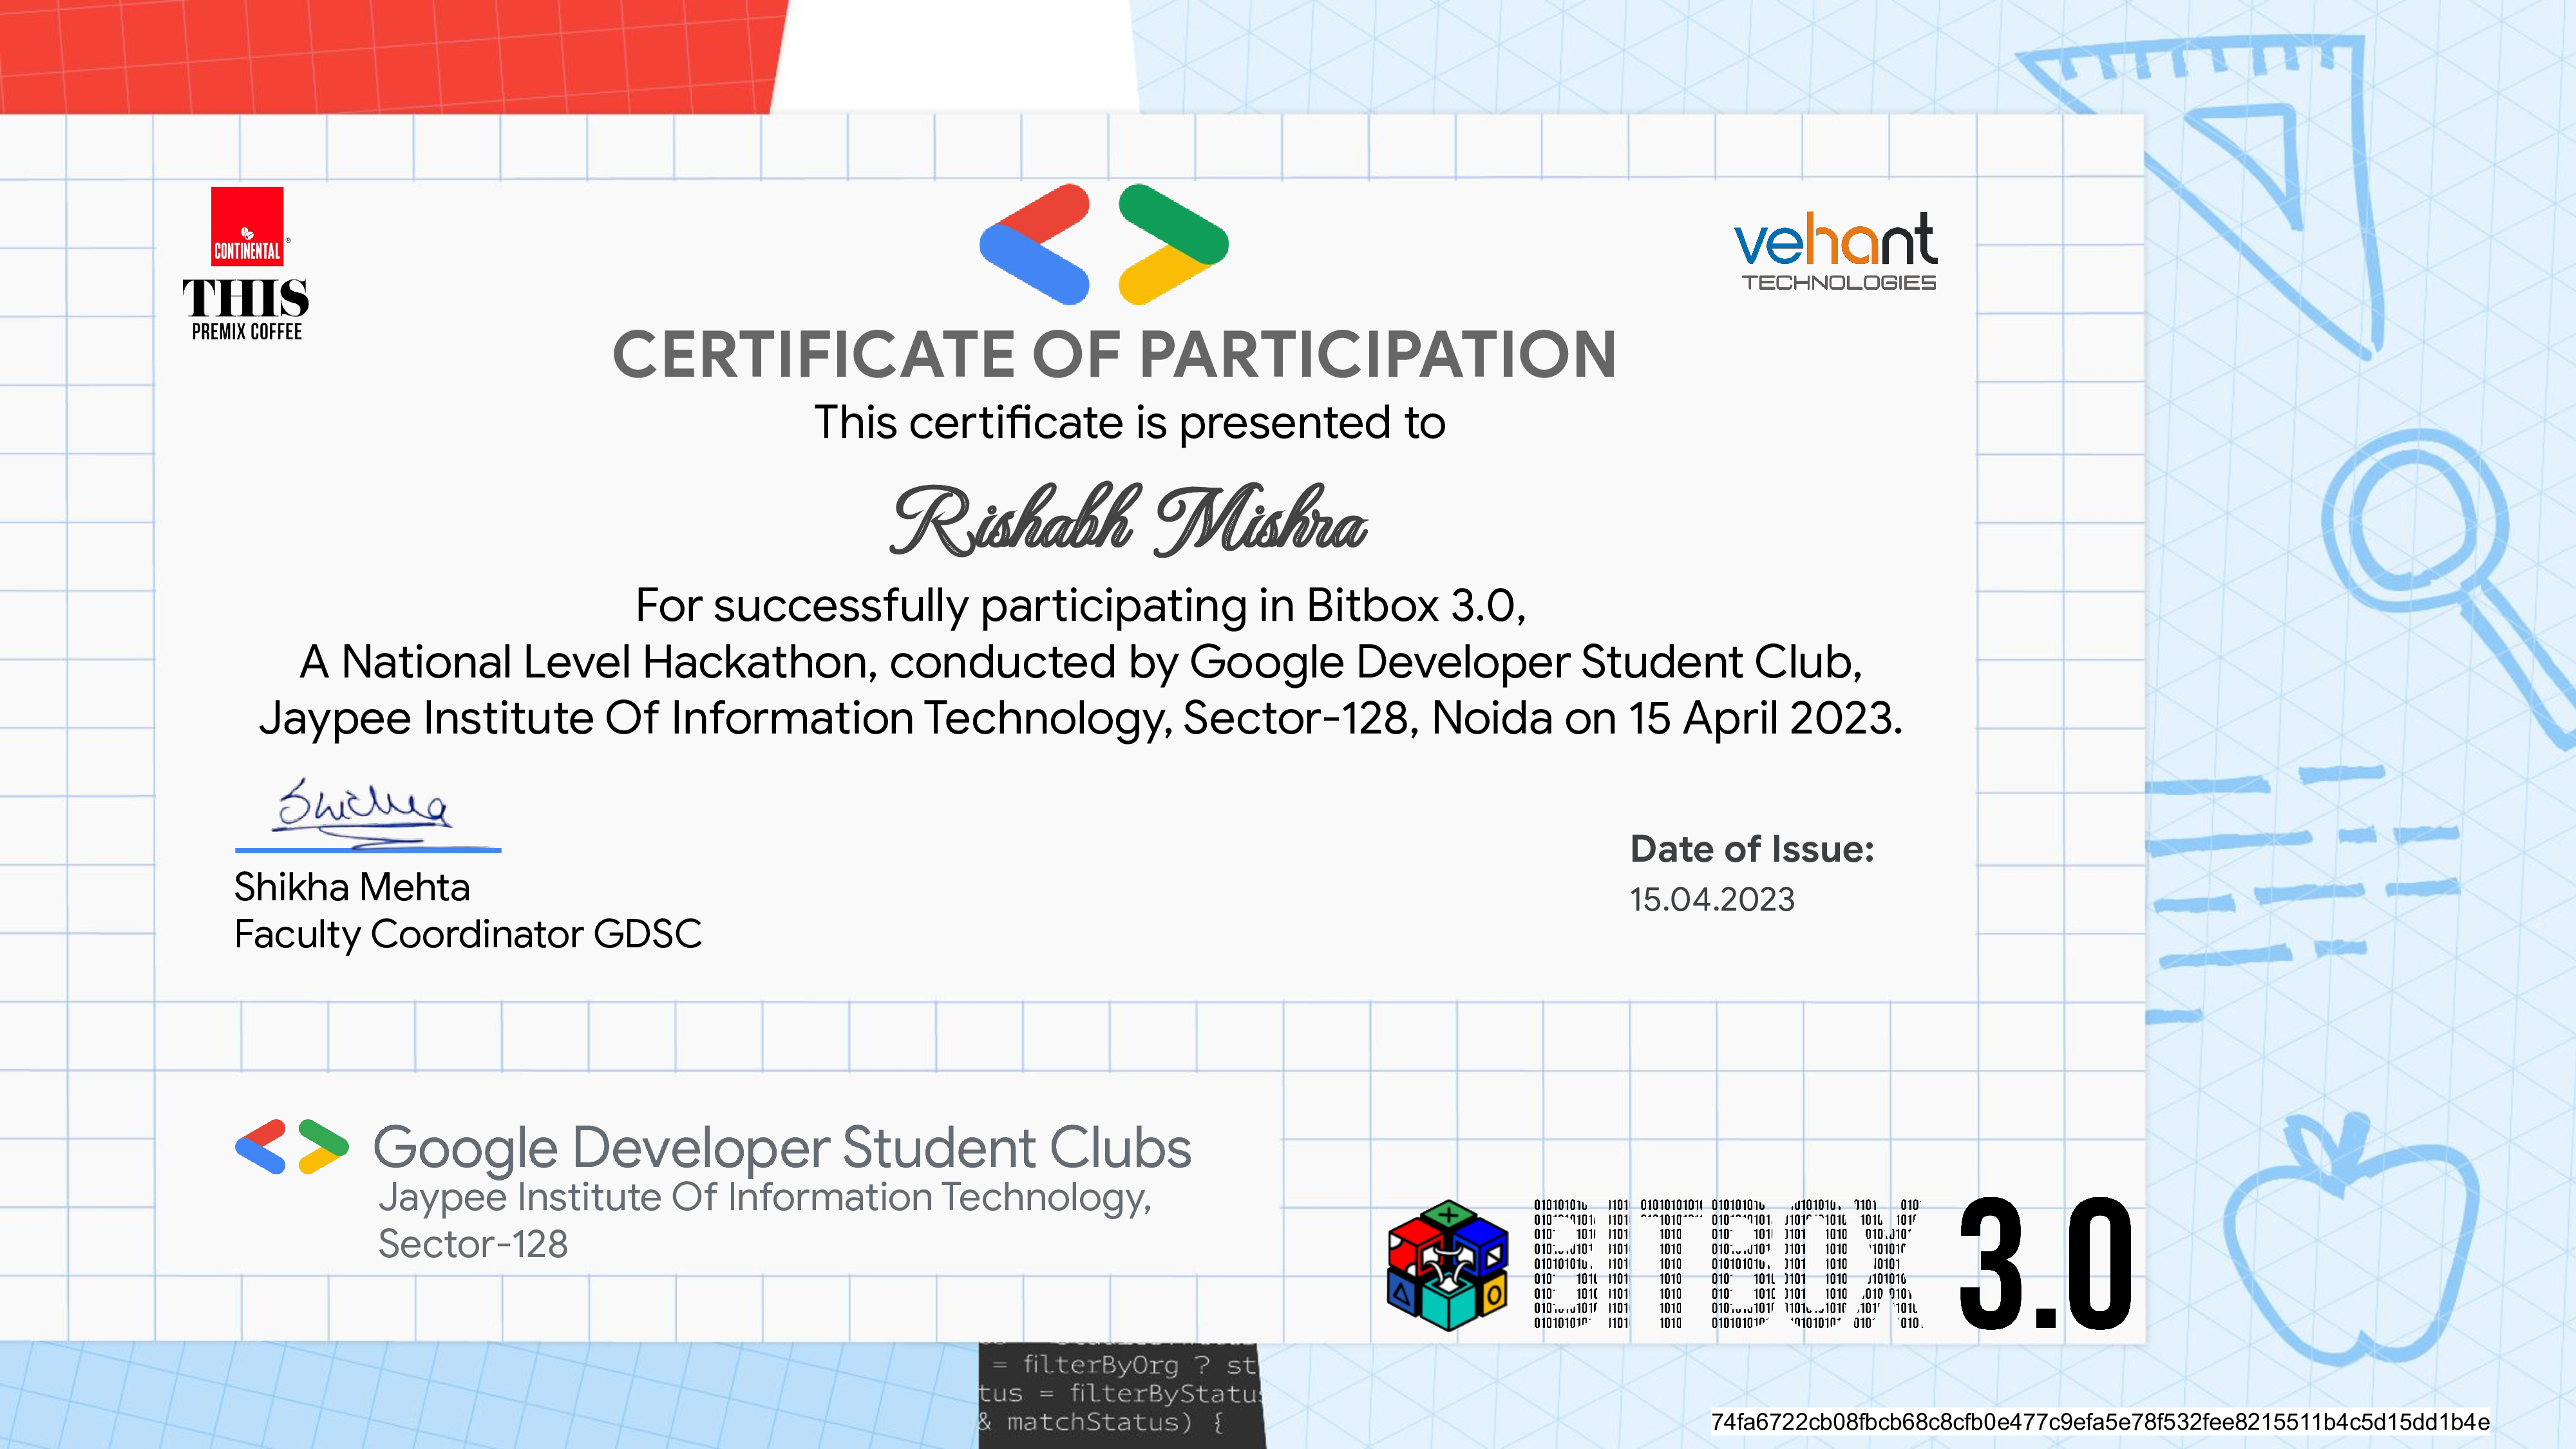 CONTINENTAL
®
THIS
PREMIX COFFEE
vehant
TECHNOLOGIES
CERTIFICATE OF PARTICIPATION
This certificate is presented to
Rishabh Mishra
For successfully participating in Bitbox 3.0,
A National Level Hackathon, conducted by Google Developer Student Club,
Jaypee Institute Of Information Technology, Sector-128, Noida on 15 April 2023.
Shikha
Shikha Mehta
Faculty Coordinator GDSC
Date of Issue:
15.04.2023
Google Developer Student Clubs
Jaypee Institute Of Information Technology,
Sector-128
BITBOX 3.0
= filterByOrg ? st
tus = filterByStatu
& matchStatus) {
74fa6722cb08fbcb68c8cfb0e477c9efa5e78f532fee8215511b4c5d15dd1b4e